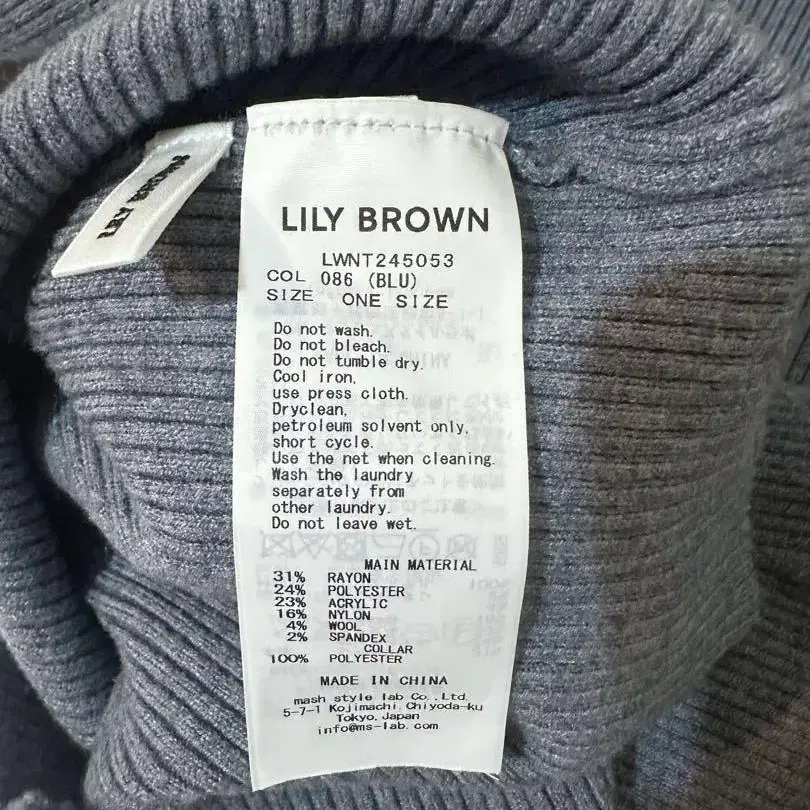 LILY BROWN
LWNT245053
COL 086 (BLU)
SIZE ONE SIZE
Do not wash.
Do not bleach.
Do not tumble dry.
Cool iron,
use press cloth.
Dryclean,
petroleum solvent only,
short cycle.
Use the net when cleaning.
Wash the laundry
separately from
other laundry.
Do not leave wet.
MAIN MATERIAL
31% RAYON
24% POLYESTER
23% ACRYLIC
16% NYLON
4% WOOL
2% SPANDEX
COLLAR
100% POLYESTER
MADE IN CHINA
mash style lab Co.,Ltd.
5-7-1 Kojimachi,Chiyoda-ku
Tokyo,Japan
info@ms-lab.com